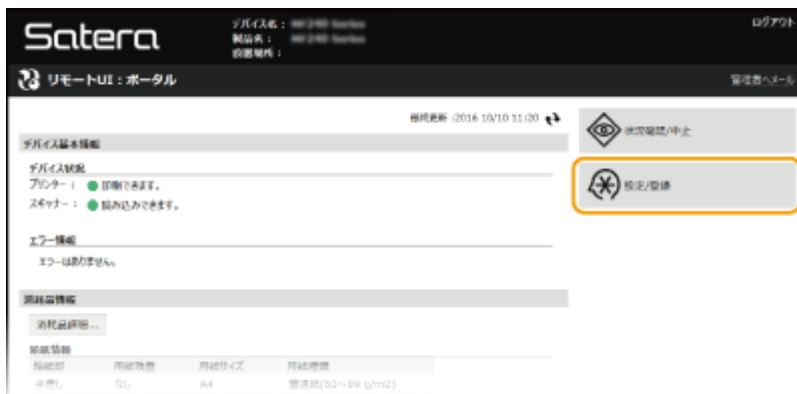 Satera
デバイス名 :
製品名 :
設置場所 :
ログアウト
リモートUI : ポータル
管理者へメール
最終更新 :2016 10/10 11:20
デバイス基本情報
デバイス状況
プリンター : 印刷できます。
スキャナー : 読み込みできます。
エラー情報
エラーはありません。
消耗品情報
消耗品詳細...
給紙情報
給紙部 用紙残量 用紙サイズ 用紙種類
手差し なし A4 普通紙(60～89 g/m2)
状況確認/中止
設定/登録